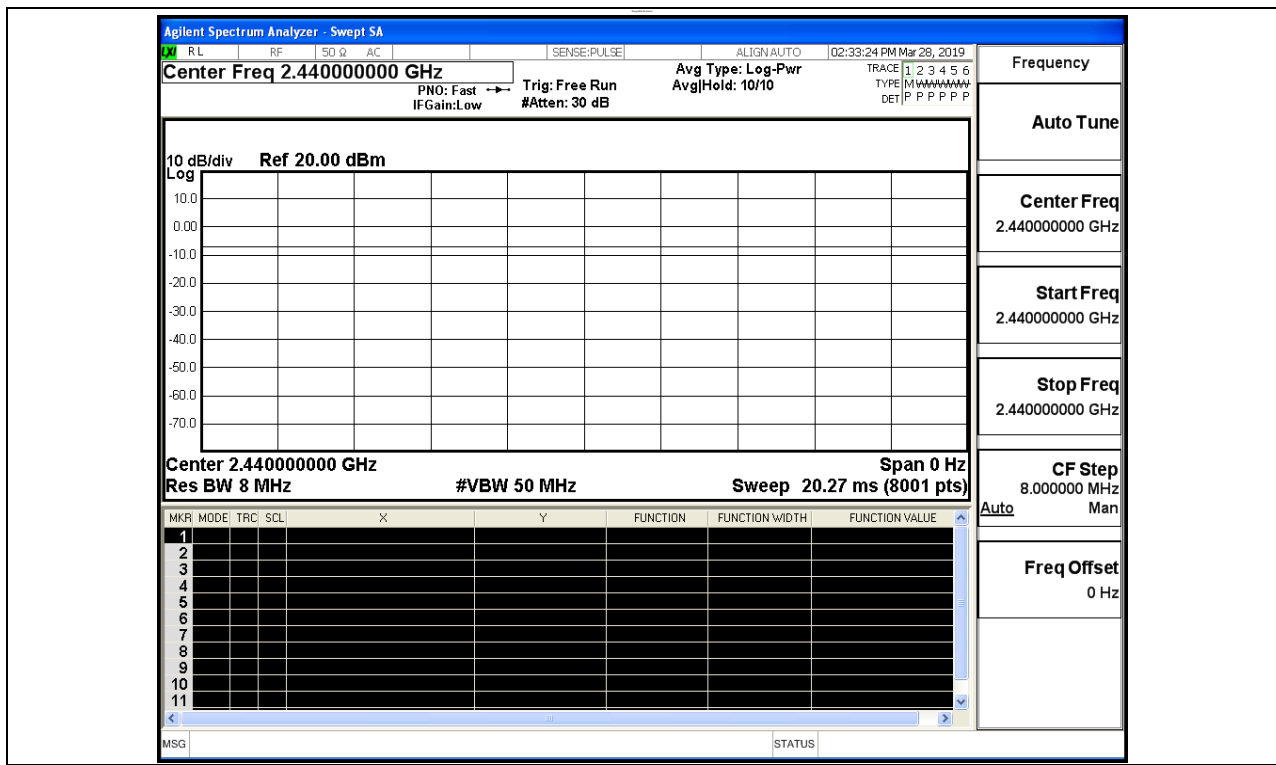 Agilent Spectrum Analyzer - Swept SA
LXI RL RF 50 Ω AC SENSE:PULSE ALIGN AUTO 02:33:24 PM Mar 28, 2019
Center Freq 2.440000000 GHz
PNO: Fast
IFGain:Low
Trig: Free Run
#Atten: 30 dB
Avg Type: Log-Pwr
Avg|Hold: 10/10
TRACE 1 2 3 4 5 6
TYPE M WWWWW
DET P P P P P P
10 dB/div Ref 20.00 dBm
Log
10.0
0.00
-10.0
-20.0
-30.0
-40.0
-50.0
-60.0
-70.0
Center 2.440000000 GHz Span 0 Hz
Res BW 8 MHz #VBW 50 MHz Sweep 20.27 ms (8001 pts)
MKR MODE TRC SCL X Y FUNCTION FUNCTION WIDTH FUNCTION VALUE
1
2
3
4
5
6
7
8
9
10
11
MSG STATUS
Frequency
Auto Tune
Center Freq
2.440000000 GHz
Start Freq
2.440000000 GHz
Stop Freq
2.440000000 GHz
CF Step
8.000000 MHz
Auto Man
Freq Offset
0 Hz